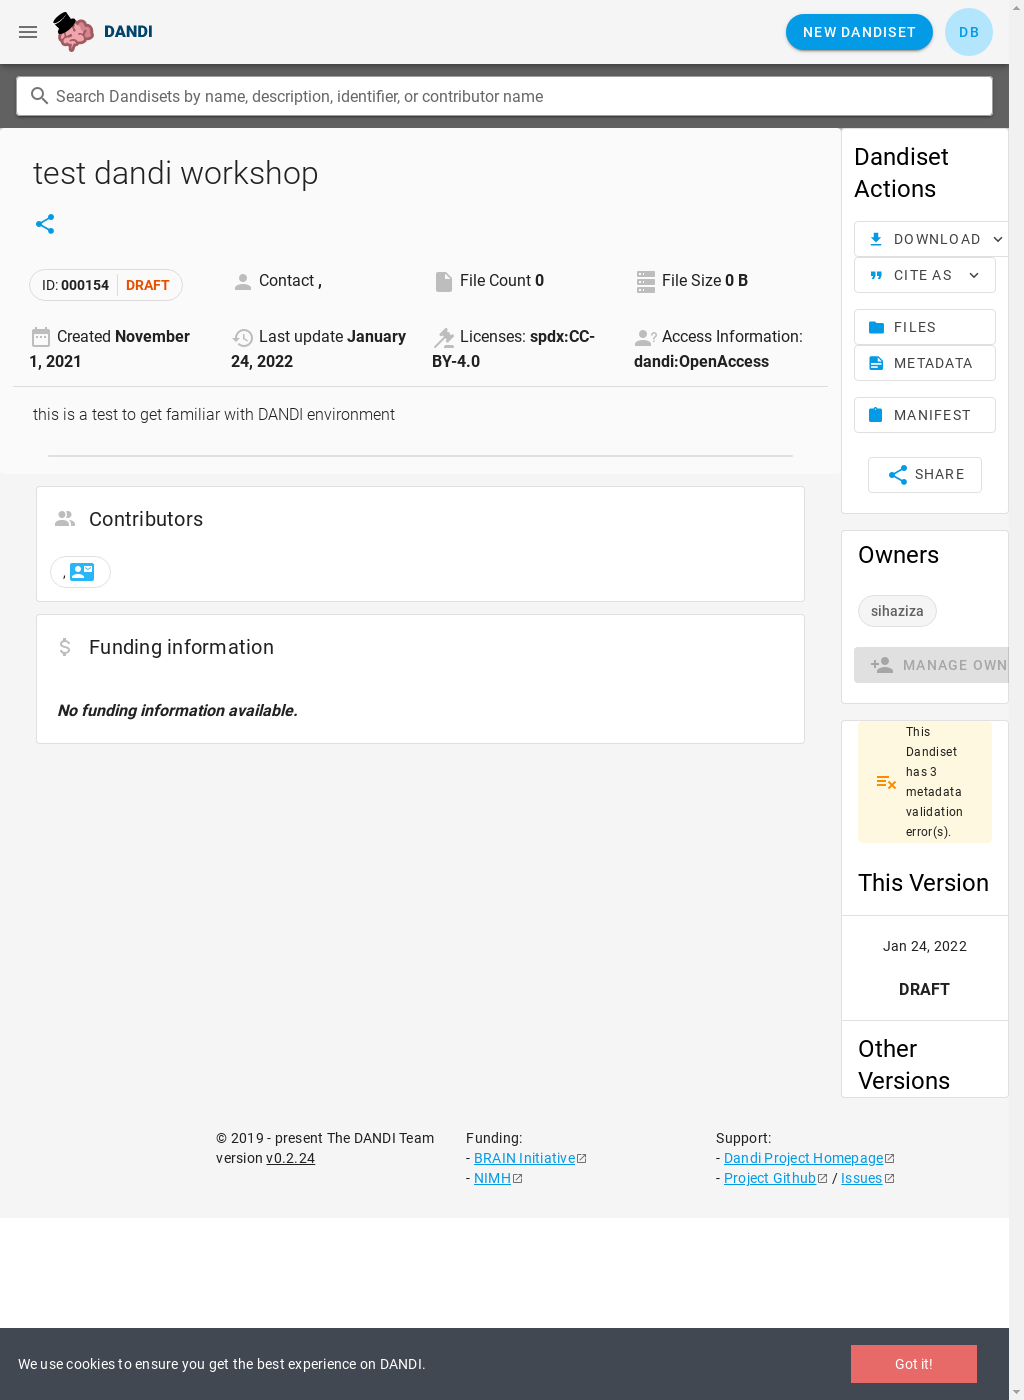 DANDI
NEW DANDISET
DB
Search Dandisets by name, description, identifier, or contributor name
test dandi workshop
ID: 000154 DRAFT
Contact ,
File Count 0
File Size 0 B
Created November
1, 2021
Last update January
24, 2022
Licenses: spdx:CC-
BY-4.0
Access Information:
dandi:OpenAccess
this is a test to get familiar with DANDI environment
Contributors
,
Funding information
No funding information available.
Dandiset
Actions
DOWNLOAD
CITE AS
FILES
METADATA
MANIFEST
SHARE
Owners
sihaziza
MANAGE OWN
This
Dandiset
has 3
metadata
validation
error(s).
This Version
Jan 24, 2022
DRAFT
Other
Versions
© 2019 - present The DANDI Team
version v0.2.24
Funding:
- BRAIN Initiative
- NIMH
Support:
- Dandi Project Homepage
- Project Github / Issues
We use cookies to ensure you get the best experience on DANDI.
Got it!